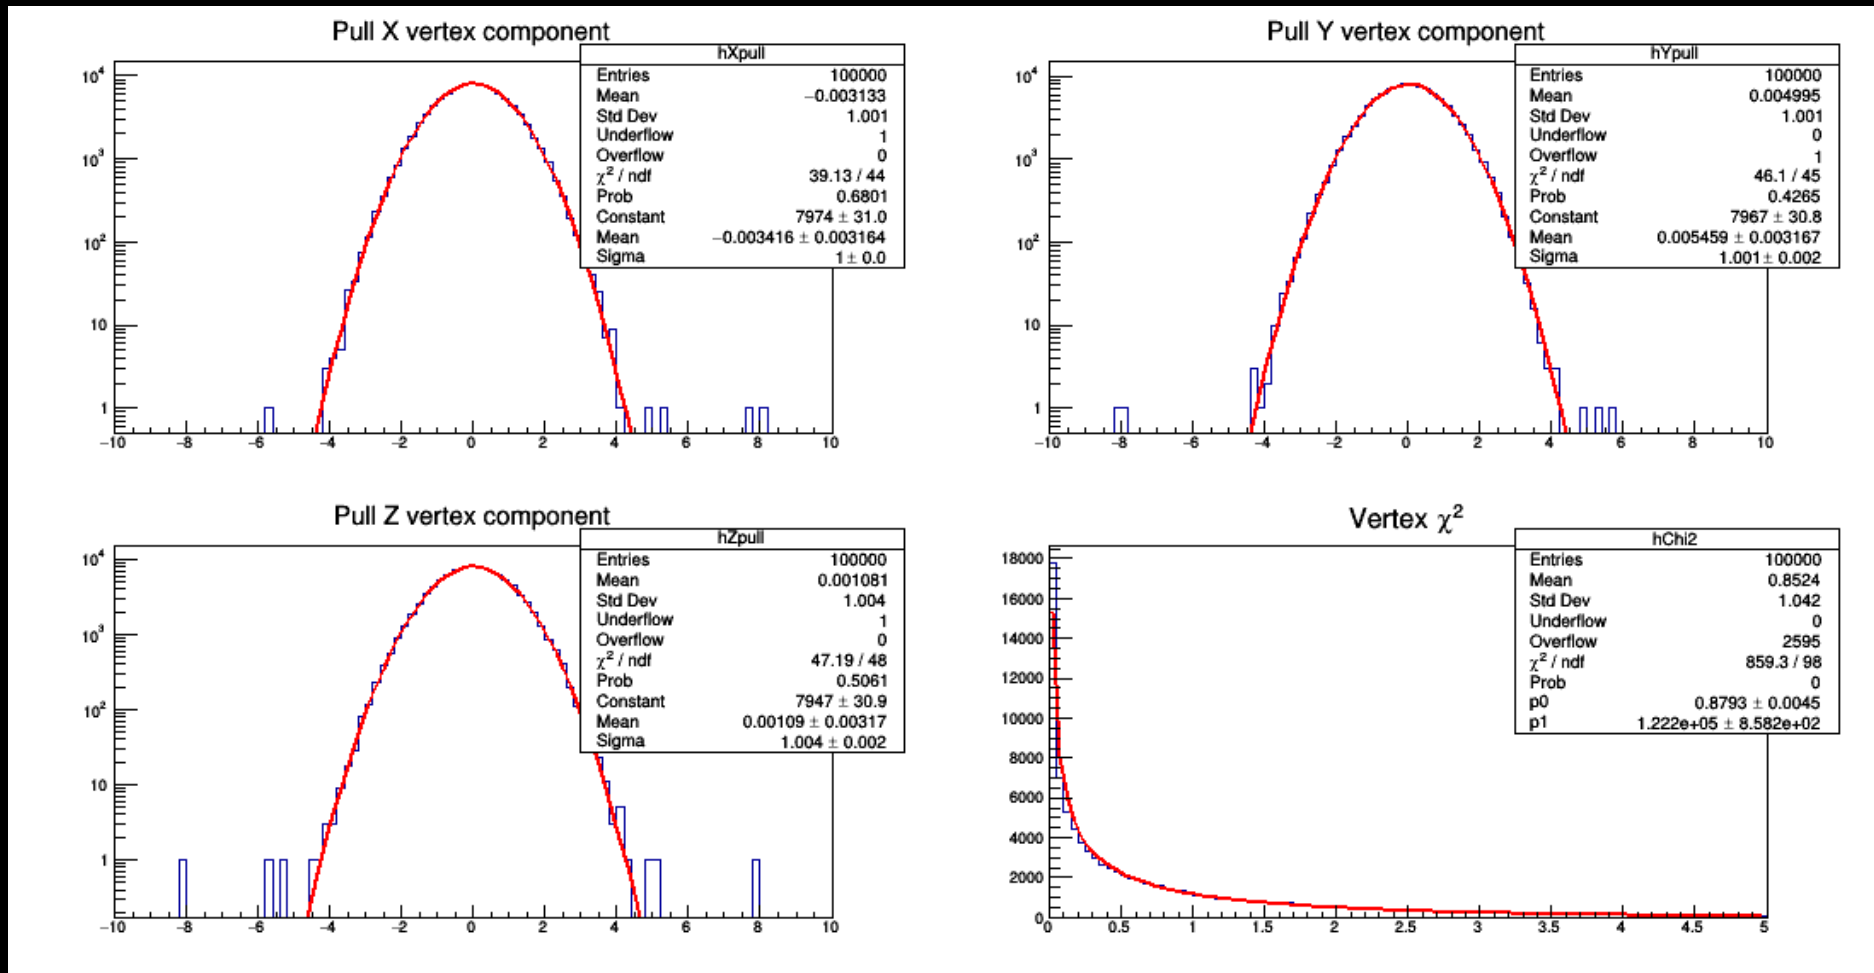 Pull X vertex component
hXpull
Entries 100000
Mean −0.003133
Std Dev 1.001
Underflow 1
Overflow 0
χ² / ndf 39.13 / 44
Prob 0.6801
Constant 7974 ± 31.0
Mean −0.003416 ± 0.003164
Sigma 1 ± 0.0
10⁴
10³
10²
10
1
−10 −8 −6 −4 −2 0 2 4 6 8 10
Pull Y vertex component
hYpull
Entries 100000
Mean 0.004995
Std Dev 1.001
Underflow 0
Overflow 1
χ² / ndf 46.1 / 45
Prob 0.4265
Constant 7967 ± 30.8
Mean 0.005459 ± 0.003167
Sigma 1.001 ± 0.002
10⁴
10³
10²
10
1
−10 −8 −6 −4 −2 0 2 4 6 8 10
Pull Z vertex component
hZpull
Entries 100000
Mean 0.001081
Std Dev 1.004
Underflow 1
Overflow 0
χ² / ndf 47.19 / 48
Prob 0.5061
Constant 7947 ± 30.9
Mean 0.00109 ± 0.00317
Sigma 1.004 ± 0.002
10⁴
10³
10²
10
1
−10 −8 −6 −4 −2 0 2 4 6 8 10
Vertex χ²
hChi2
Entries 100000
Mean 0.8524
Std Dev 1.042
Underflow 0
Overflow 2595
χ² / ndf 859.3 / 98
Prob 0
p0 0.8793 ± 0.0045
p1 1.222e+05 ± 8.582e+02
18000
16000
14000
12000
10000
8000
6000
4000
2000
0
0 0.5 1 1.5 2 2.5 3 3.5 4 4.5 5